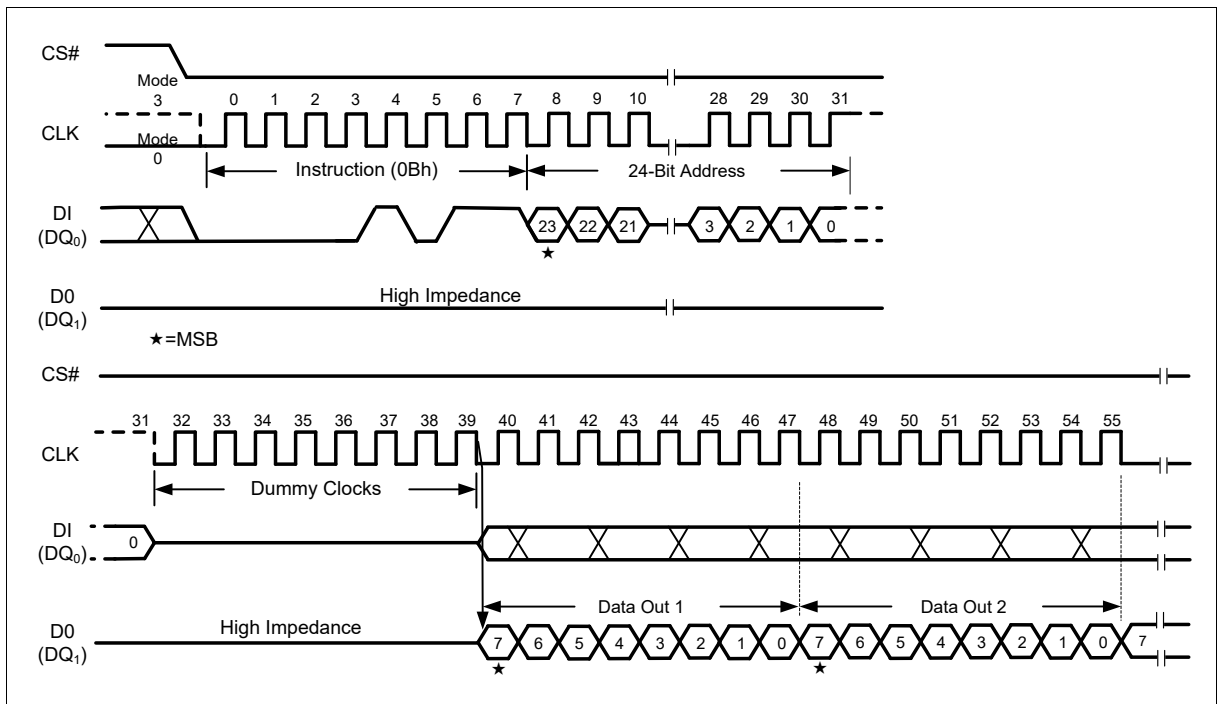 CS#
Mode
3
0 1 2 3 4 5 6 7 8 9 10 28 29 30 31
CLK
Mode
0
Instruction (0Bh)
24-Bit Address
DI
(DQ0)
23 22 21 3 2 1 0
★
D0
(DQ1)
High Impedance
★=MSB
CS#
31 32 33 34 35 36 37 38 39 40 41 42 43 44 45 46 47 48 49 50 51 52 53 54 55
CLK
Dummy Clocks
DI
(DQ0)
0
Data Out 1
Data Out 2
D0
(DQ1)
High Impedance
7 6 5 4 3 2 1 0 7 6 5 4 3 2 1 0 7
★ ★